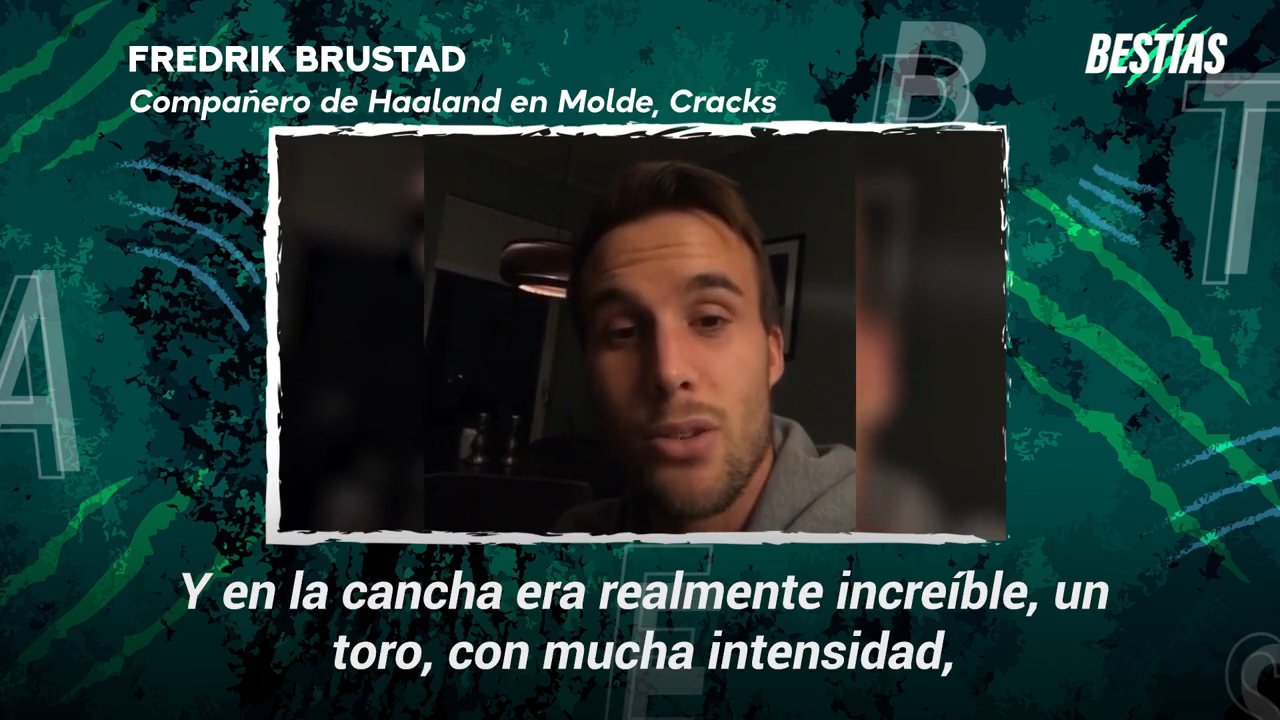 FREDRIK BRUSTAD
Compañero de Haaland en Molde, Cracks
BESTIAS
Y en la cancha era realmente increíble, un
toro, con mucha intensidad,
B
T
A
E
S